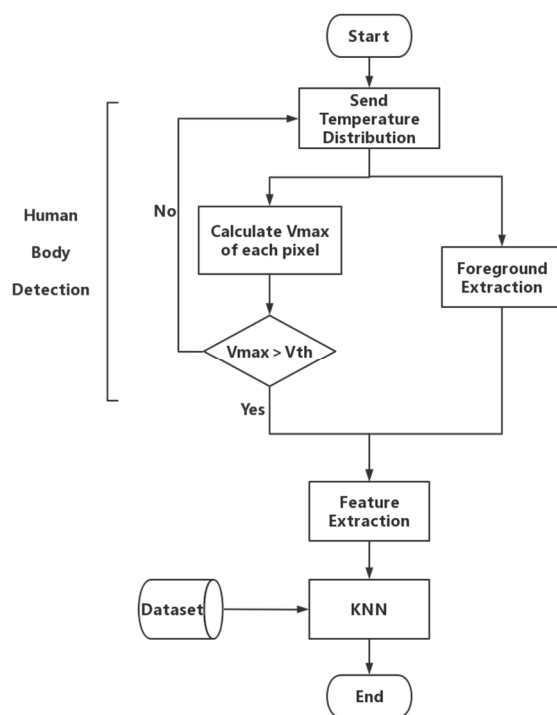 Start
Send
Temperature
Distribution
Human
Body
Detection
No
Calculate Vmax
of each pixel
Foreground
Extraction
Vmax > Vth
Yes
Feature
Extraction
Dataset
KNN
End